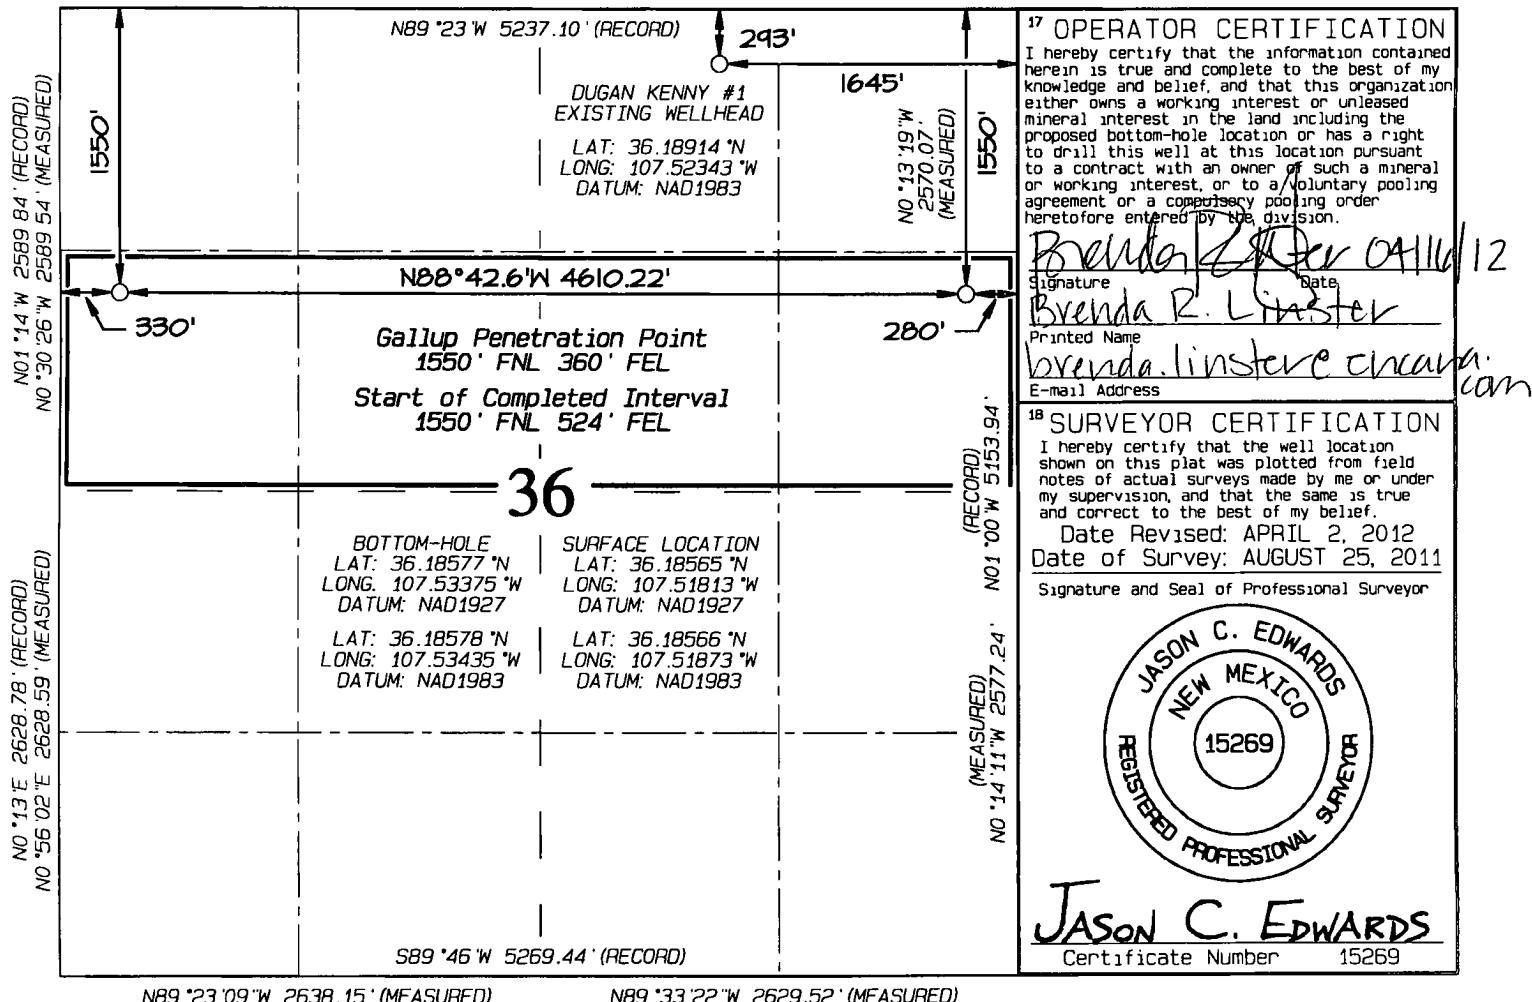 N89°23'W 5237.10' (RECORD)
293'
1645'
1550'
DUGAN KENNY #1
EXISTING WELLHEAD
LAT: 36.18914 °N
LONG: 107.52343 °W
DATUM: NAD1983
N0°13'19"W
2570.07'
(MEASURED)
1550'
N01°14'W 2589.84' (RECORD)
N0°30'26"W 2589.54' (MEASURED)
N88°42.6'W 4610.22'
330'
280'
Gallup Penetration Point
1550' FNL 360' FEL
Start of Completed Interval
1550' FNL 524' FEL
36
(RECORD)
N01°00'W 5153.94'
BOTTOM-HOLE
LAT: 36.18577 °N
LONG: 107.53375 °W
DATUM: NAD1927
LAT: 36.18578 °N
LONG: 107.53435 °W
DATUM: NAD1983
SURFACE LOCATION
LAT: 36.18565 °N
LONG: 107.51813 °W
DATUM: NAD1927
LAT: 36.18566 °N
LONG: 107.51873 °W
DATUM: NAD1983
N0°13'E 2628.78' (RECORD)
N0°56'02"E 2628.59' (MEASURED)
(MEASURED)
N0°14'11"W 2577.24'
S89°46'W 5269.44' (RECORD)
N89°23'09"W 2638.15' (MEASURED)
N89°33'22"W 2629.52' (MEASURED)
17 OPERATOR CERTIFICATION
I hereby certify that the information contained
herein is true and complete to the best of my
knowledge and belief, and that this organization
either owns a working interest or unleased
mineral interest in the land including the
proposed bottom-hole location or has a right
to drill this well at this location pursuant
to a contract with an owner of such a mineral
or working interest, or to a voluntary pooling
agreement or a compulsory pooling order
heretofore entered by the division.
Brenda R. Linster 04/16/12
Signature Date
Brenda R. Linster
Printed Name
brenda.linster@encana.
com
E-mail Address
18 SURVEYOR CERTIFICATION
I hereby certify that the well location
shown on this plat was plotted from field
notes of actual surveys made by me or under
my supervision, and that the same is true
and correct to the best of my belief.
Date Revised: APRIL 2, 2012
Date of Survey: AUGUST 25, 2011
Signature and Seal of Professional Surveyor
JASON C. EDWARDS
NEW MEXICO
15269
REGISTERED PROFESSIONAL SURVEYOR
JASON C. EDWARDS
Certificate Number 15269